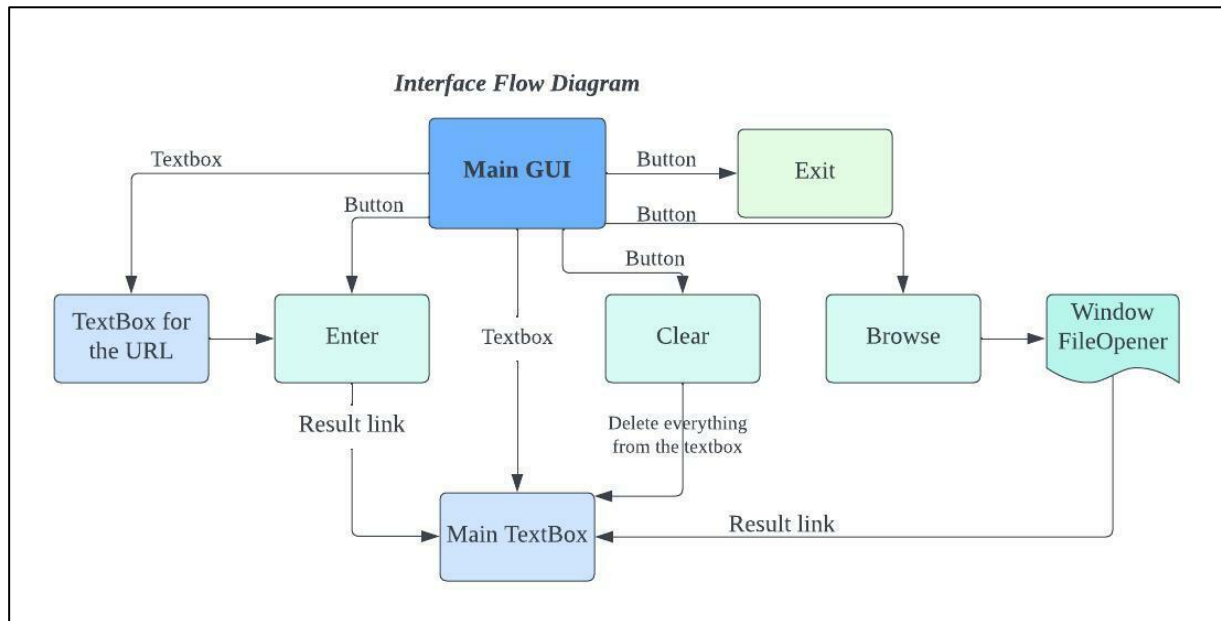 Interface Flow Diagram
Main GUI
Textbox
Button
Exit
Button
Button
Button
TextBox for
the URL
Enter
Textbox
Clear
Browse
Window
FileOpener
Result link
Delete everything
from the textbox
Main TextBox
Result link